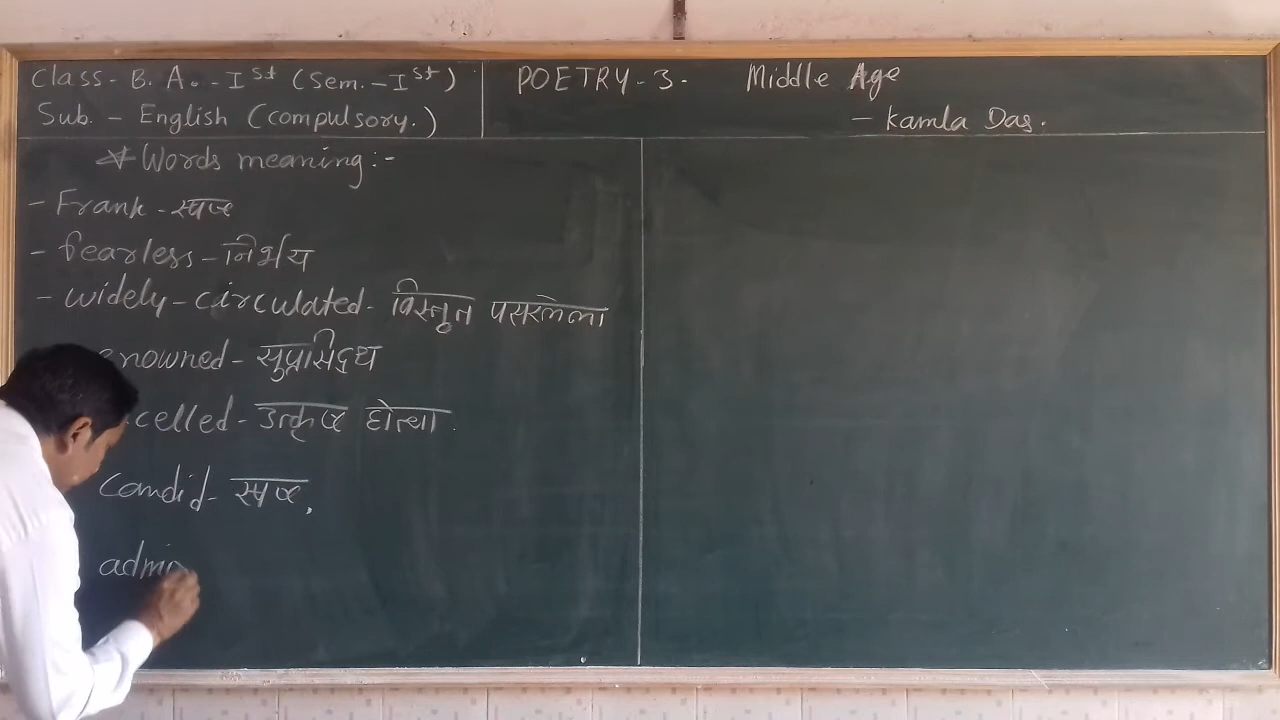 Class- B. A. - Iˢᵗ (Sem. - Iˢᵗ)
Sub. - English (compulsory.)
POETRY - 3. Middle Age
- Kamla Das.
* Words meaning :-
- Frank - स्पष्ट
- fearless - निर्भय
- widely - circulated - विस्तृत पसरलेला
enowned - सुप्रसिद्ध
celled - उत्कृष्ट होत्या.
candid - स्पष्ट,
admi